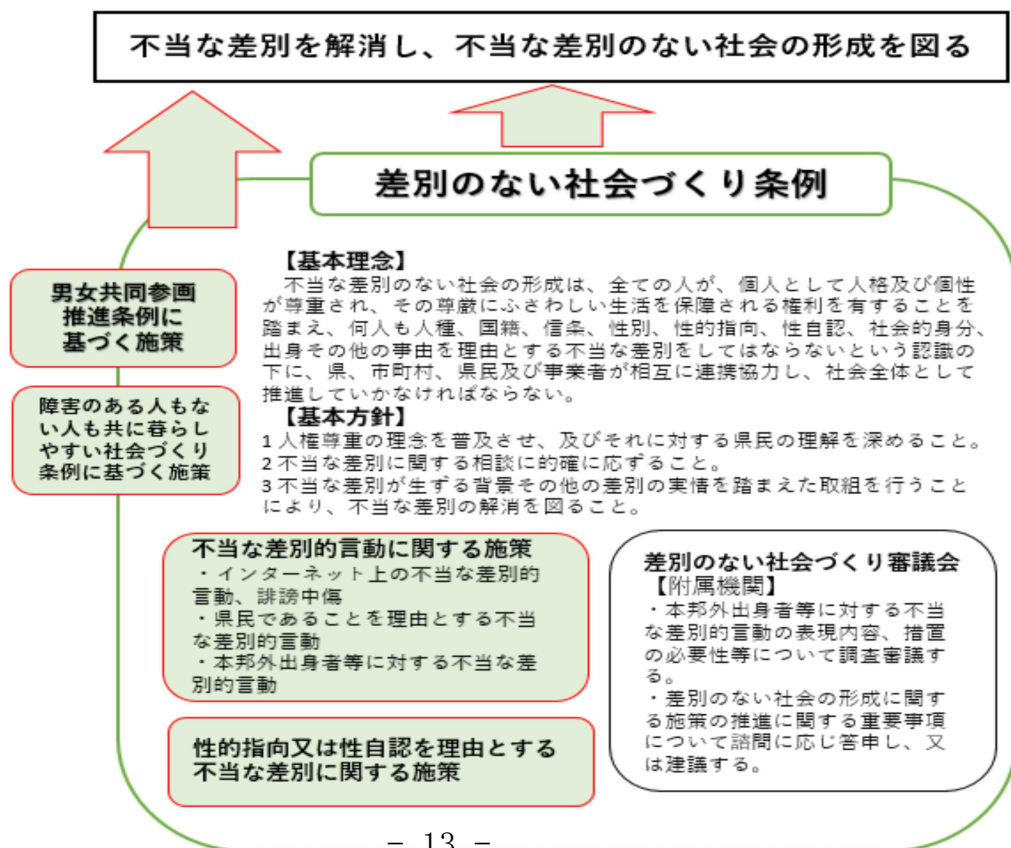 不当な差別を解消し、不当な差別のない社会の形成を図る
差別のない社会づくり条例
男女共同参画
推進条例に
基づく施策
障害のある人もな
い人も共に暮らし
やすい社会づくり
条例に基づく施策
【基本理念】
不当な差別のない社会の形成は、全ての人が、個人として人格及び個性
が尊重され、その尊厳にふさわしい生活を保障される権利を有することを
踏まえ、何人も人種、国籍、信条、性別、性的指向、性自認、社会的身分、
出身その他の事由を理由とする不当な差別をしてはならないという認識の
下に、県、市町村、県民及び事業者が相互に連携協力し、社会全体として
推進していかなければならない。
【基本方針】
1 人権尊重の理念を普及させ、及びそれに対する県民の理解を深めること。
2 不当な差別に関する相談に的確に応ずること。
3 不当な差別が生ずる背景その他の差別の実情を踏まえた取組を行うこと
により、不当な差別の解消を図ること。
不当な差別的言動に関する施策
・インターネット上の不当な差別的
言動、誹謗中傷
・県民であることを理由とする不当
な差別的言動
・本邦外出身者等に対する不当な差
別的言動
性的指向又は性自認を理由とする
不当な差別に関する施策
差別のない社会づくり審議会
【附属機関】
・本邦外出身者等に対する不当
な差別的言動の表現内容、措置
の必要性等について調査審議す
る。
・差別のない社会の形成に関す
る施策の推進に関する重要事項
について諮問に応じ答申し、又
は建議する。
- 13 -